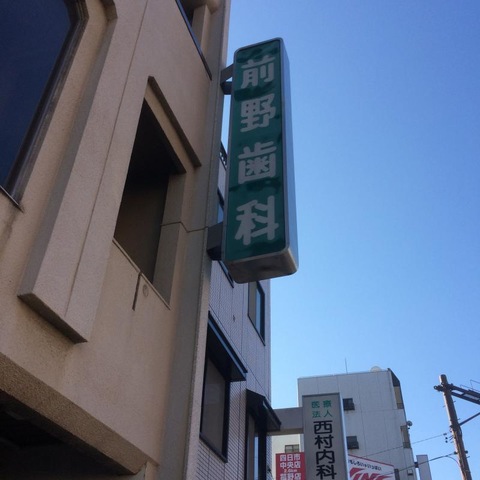 前野歯科
医療
法人
西村内科
四日市
中央店